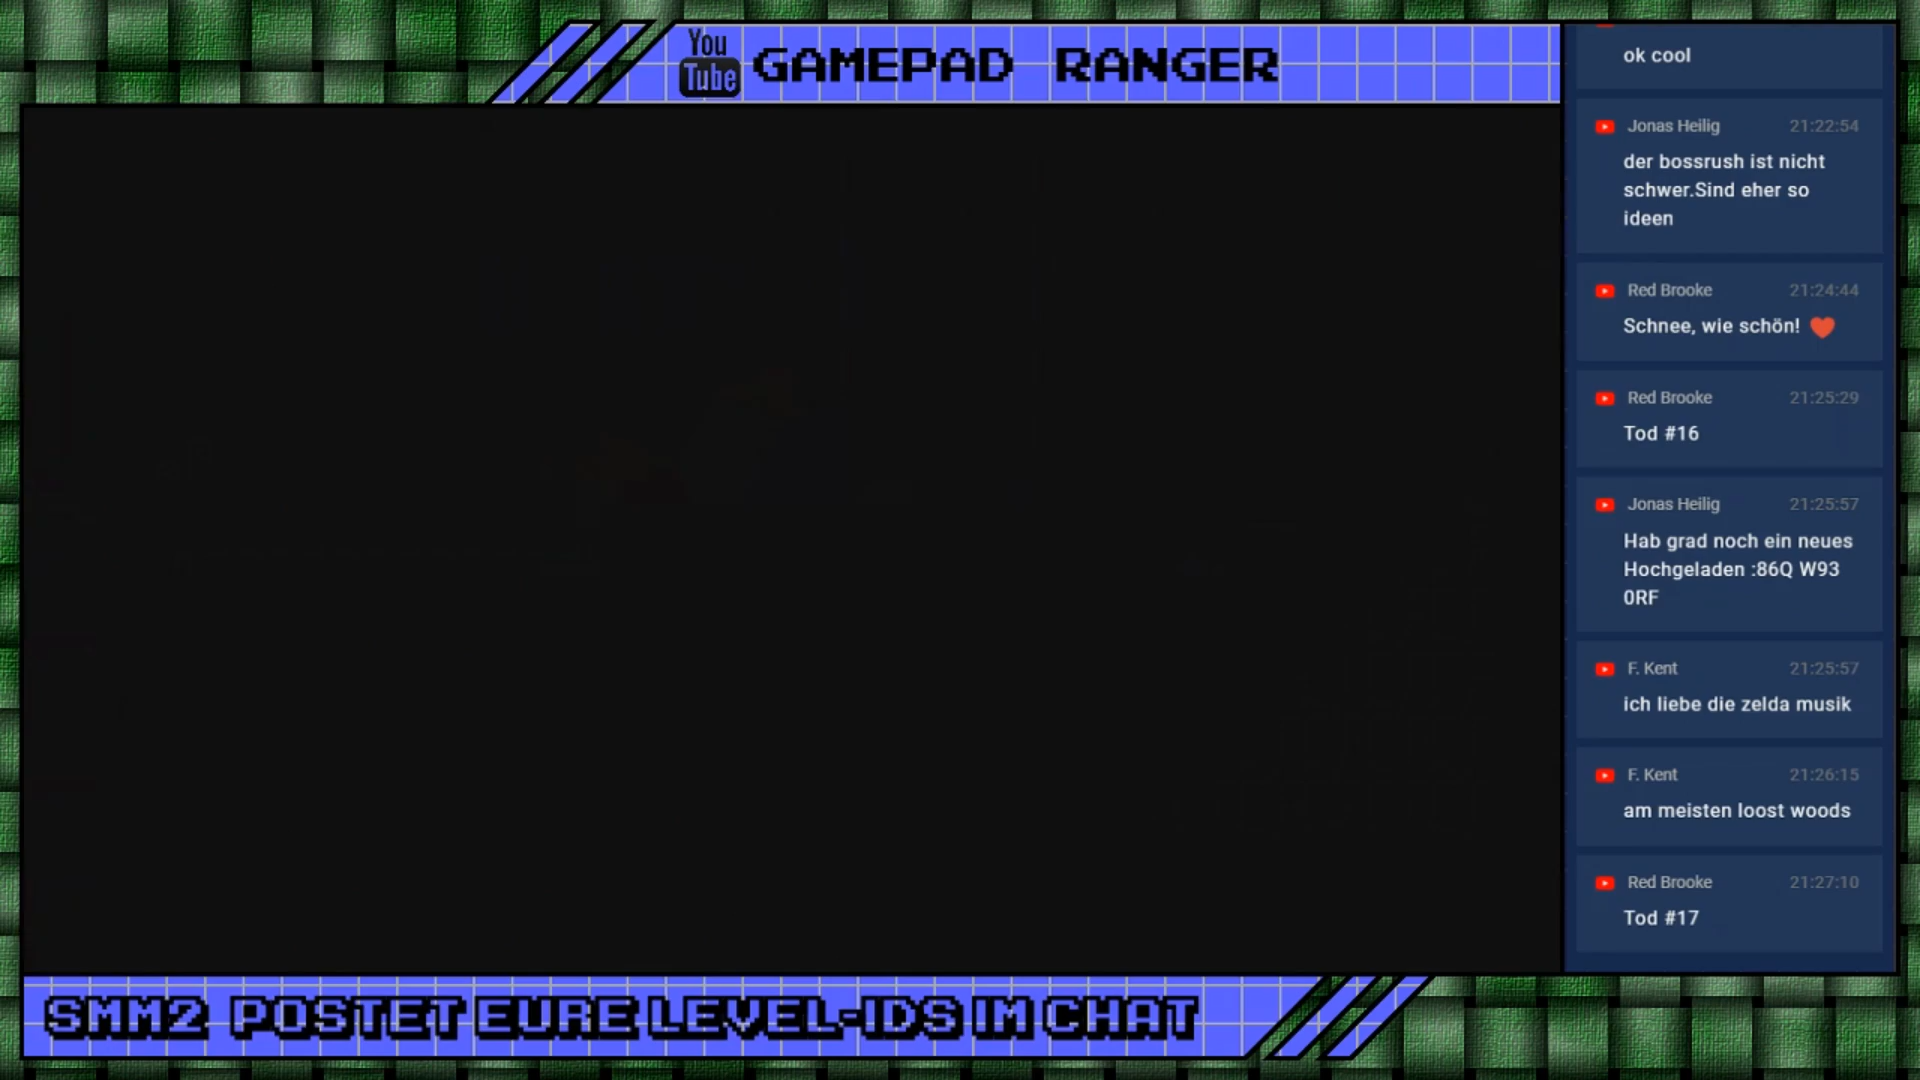 You
Tube
GAMEPAD RANGER
ok cool
Jonas Heilig 21:22:54
der bossrush ist nicht
schwer.Sind eher so
ideen
Red Brooke 21:24:44
Schnee, wie schön! ❤️
Red Brooke 21:25:29
Tod #16
Jonas Heilig 21:25:57
Hab grad noch ein neues
Hochgeladen :86Q W93
0RF
F. Kent 21:25:57
ich liebe die zelda musik
F. Kent 21:26:15
am meisten loost woods
Red Brooke 21:27:10
Tod #17
SMM2 POSTET EURE LEVEL-IDS IM CHAT